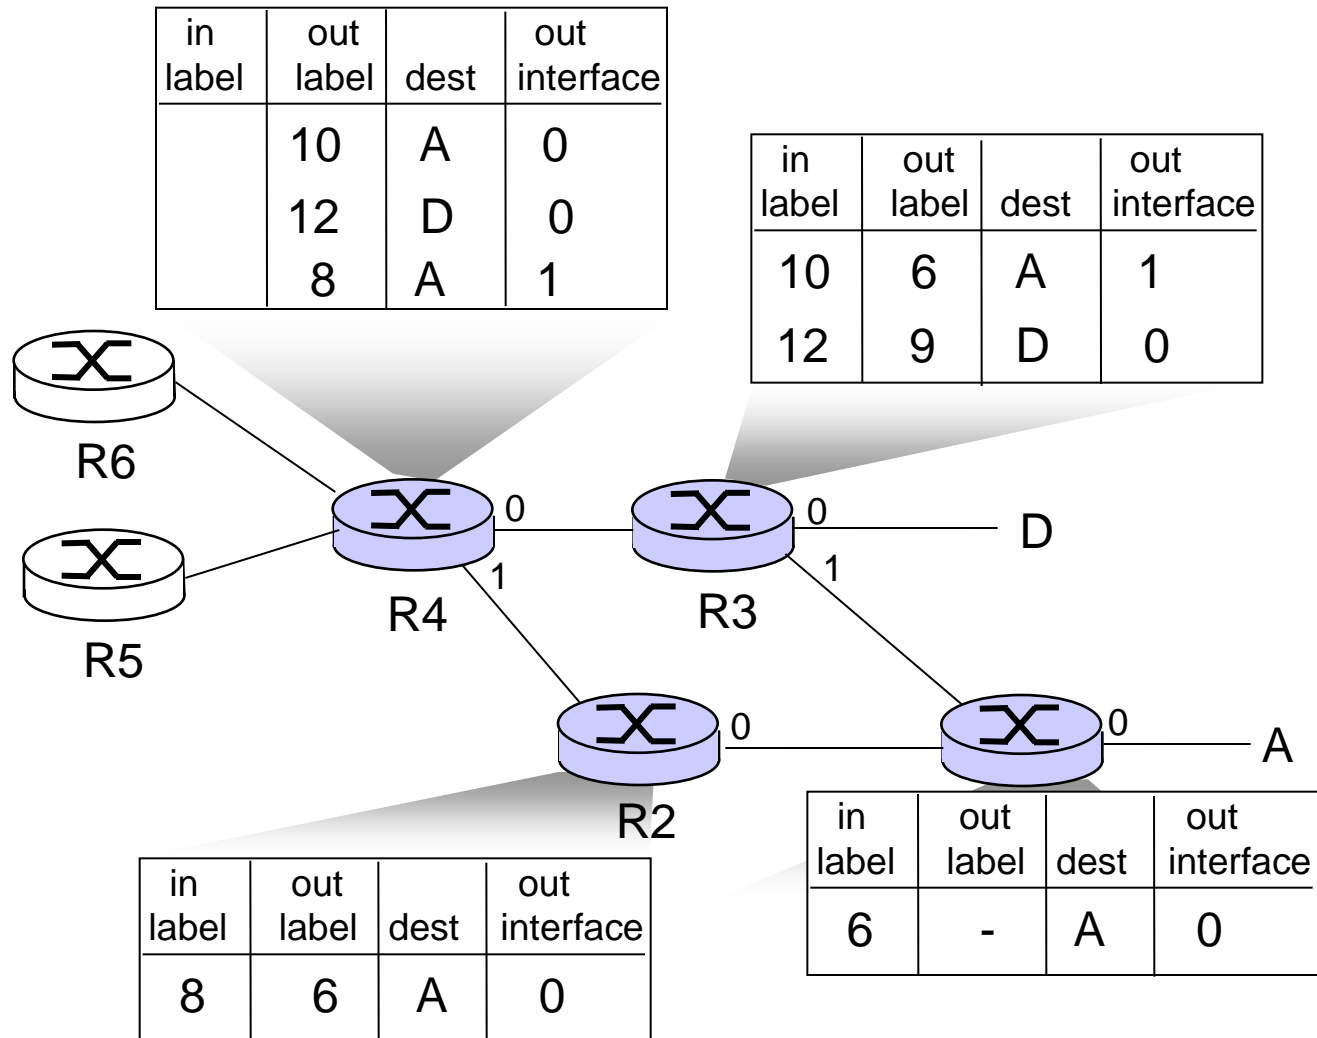 in out out
label label dest interface
10 A 0
12 D 0
8 A 1
in out out
label label dest interface
10 6 A 1
12 9 D 0
R6
0
0
D
1
1
R4
R3
R5
0
0
A
R2
in out out
label label dest interface
6 - A 0
in out out
label label dest interface
8 6 A 0